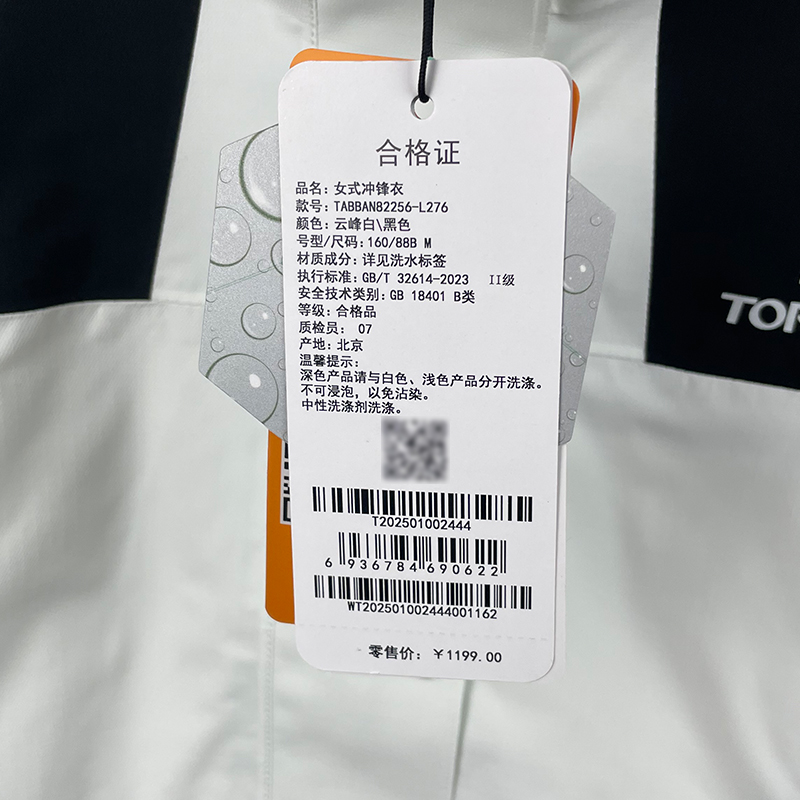 合格证
品名: 女式冲锋衣
款号: TABBAN82256-L276
颜色: 云峰白\黑色
号型/尺码: 160/88B M
材质成分: 详见洗水标签
执行标准: GB/T 32614-2023 II级
安全技术类别: GB 18401 B类
等级: 合格品
质检员: 07
产地: 北京
温馨提示:
深色产品请与白色、浅色产品分开洗涤。
不可浸泡，以免沾染。
中性洗涤剂洗涤。
T202501002444
6 936784 690622
WT202501002444001162
零售价: ￥1199.00